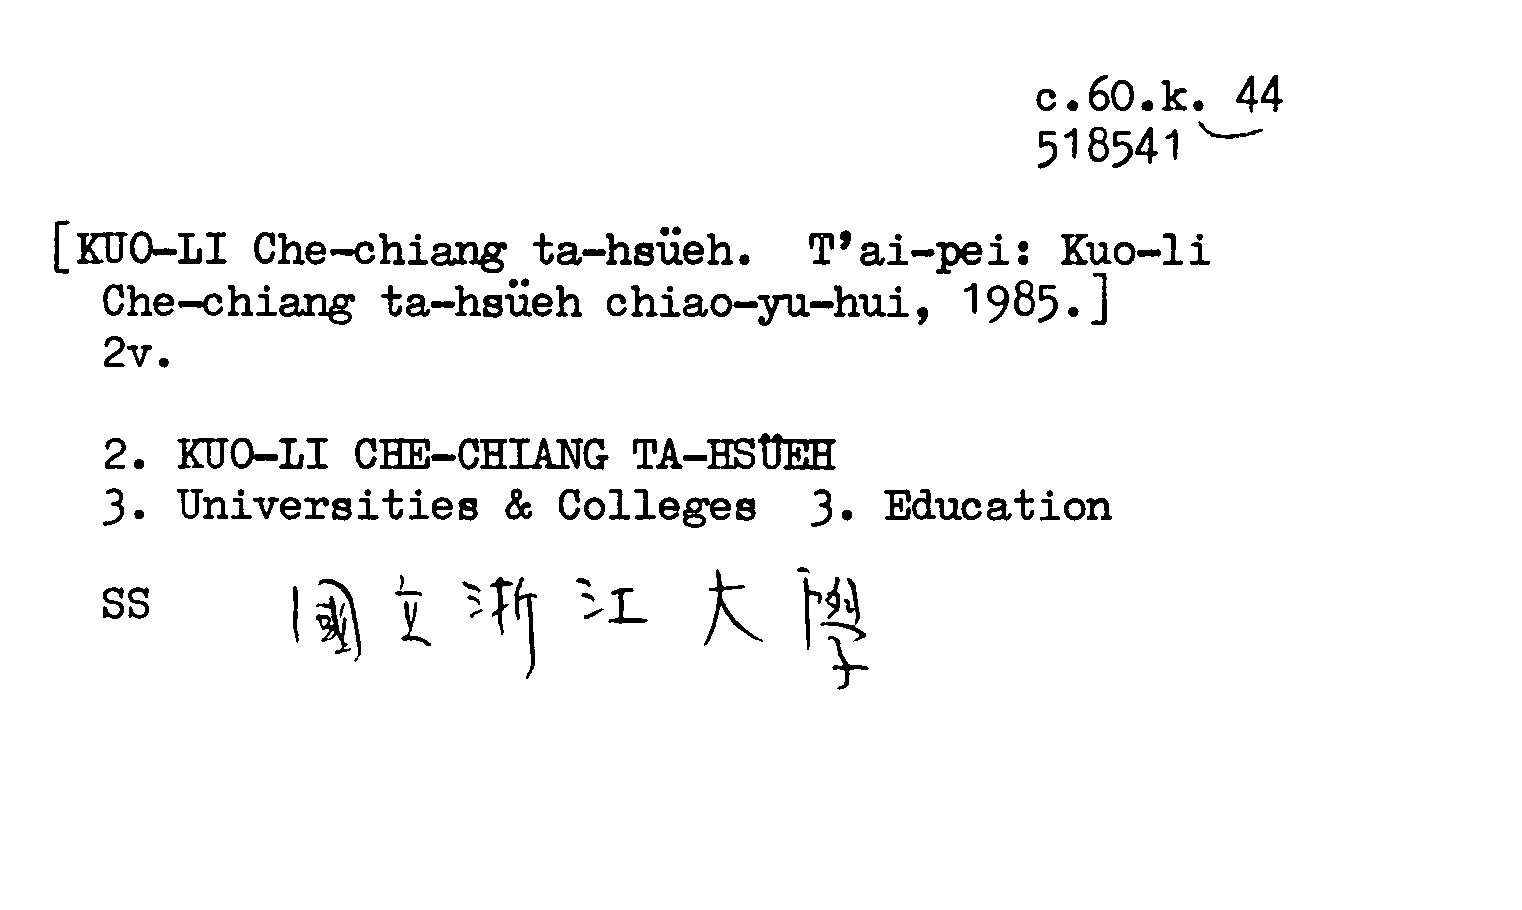 c.60.k. 44
518541
[KUO-LI Che-chiang ta-hsüeh. T'ai-pei: Kuo-li
Che-chiang ta-hsüeh chiao-yu-hui, 1985.]
2v.
2. KUO-LI CHE-CHIANG TA-HSÜEH
3. Universities & Colleges 3. Education
SS 國立浙江大學